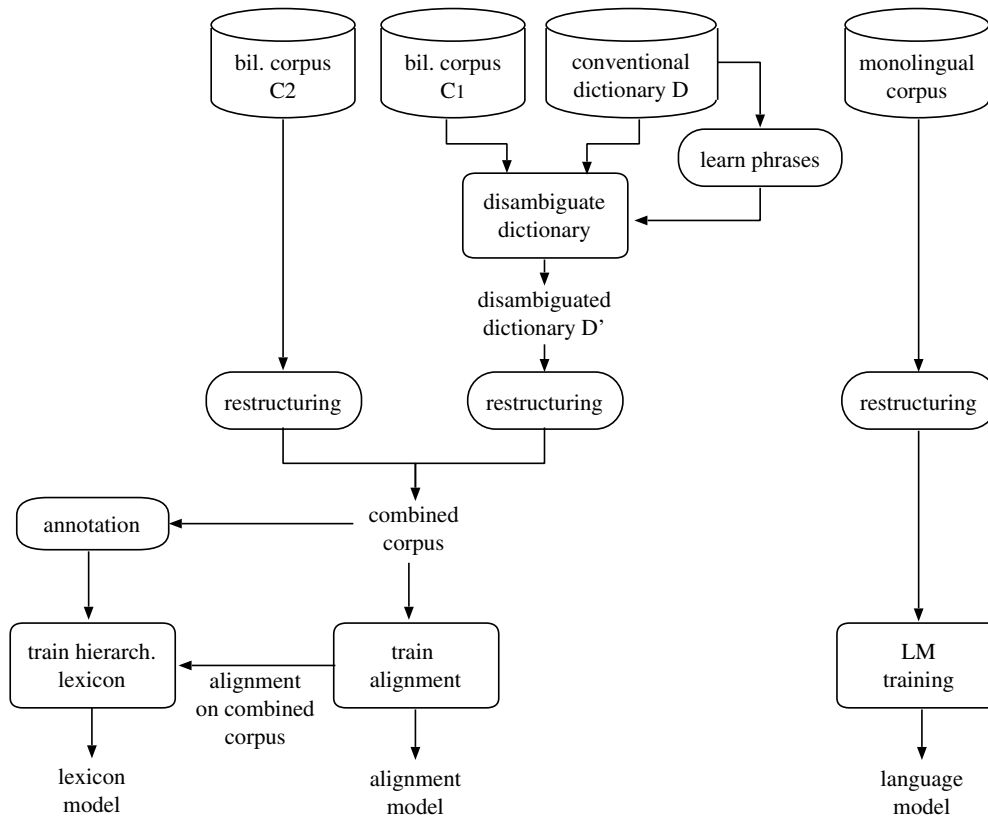 bil. corpus
C2
bil. corpus
C1
conventional
dictionary D
monolingual
corpus
learn phrases
disambiguate
dictionary
disambiguated
dictionary D’
restructuring
restructuring
restructuring
annotation
combined
corpus
train hierarch.
lexicon
alignment
on combined
corpus
train
alignment
LM
training
lexicon
model
alignment
model
language
model